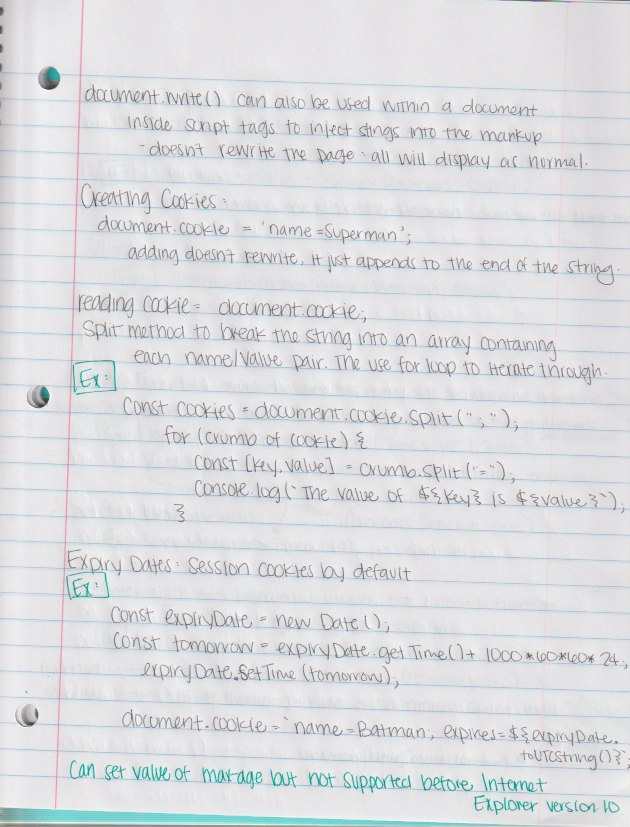 document.write() can also be used within a document
inside script tags to inject stings into the markup
- doesn't rewrite the page · all will display as normal.
Creating Cookies:
document.cookie = 'name=Superman';
adding doesn't rewrite, it just appends to the end of the string.
reading cookie = document.cookie;
Split method to break the string into an array containing
each name/value pair. The use for loop to iterate through.
Ex:
Const cookies = document.cookie.split("; ");
for (crumb of cookie) {
const [key, value] = crumb.split("=");
console.log(`The value of ${key} is ${value}`);
}
Expiry Dates: Session cookies by default
Ex:
Const expiryDate = new Date();
Const tomorrow = expiryDate.getTime() + 1000*60*60*24;
expiryDate.setTime(tomorrow);
document.cookie = `name=Batman; expires=${expiryDate.
toUTCString()}`;
Can set value of max-age but not supported before Internet
Explorer version 10